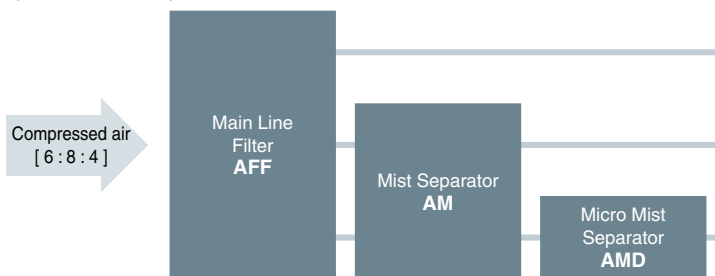 Compressed air
[ 6 : 8 : 4 ]
Main Line
Filter
AFF
Mist Separator
AM
Micro Mist
Separator
AMD